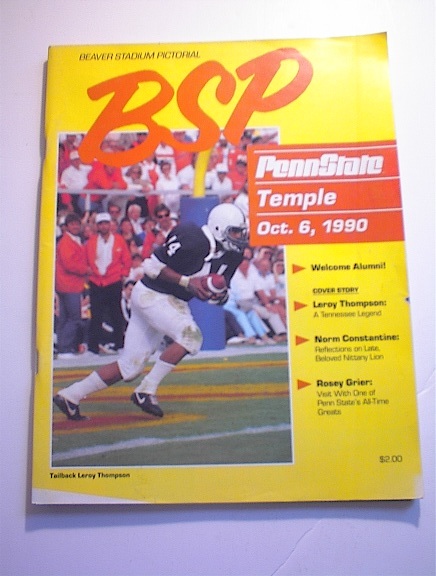 BEAVER STADIUM PICTORIAL
BSP
PennState
Temple
Oct. 6, 1990
Welcome Alumni!
COVER STORY
Leroy Thompson:
A Tennessee Legend
Norm Constantine:
Reflections on Late,
Beloved Nittany Lion
Rosey Grier:
Visit With One of
Penn State's All-Time
Greats
14
$2.00
Tailback Leroy Thompson